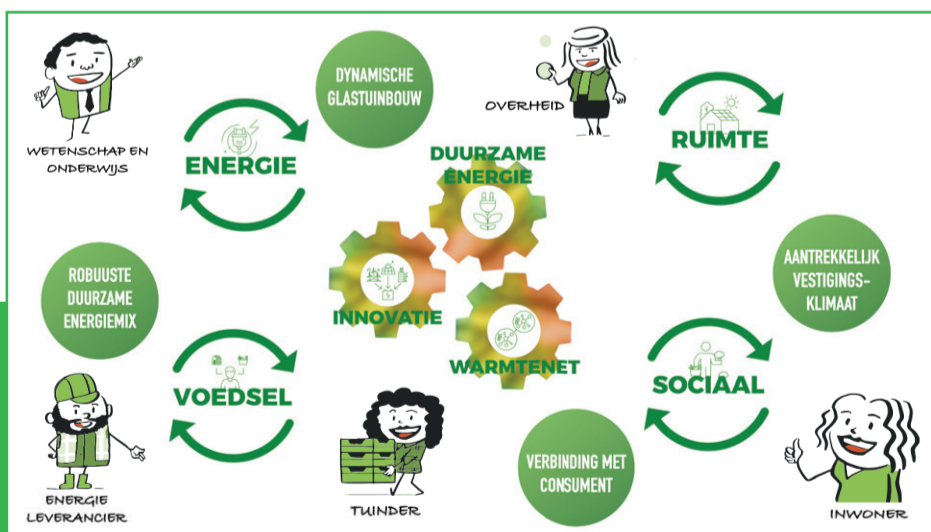 WETENSCHAP EN
ONDERWIJS
ENERGIE
DYNAMISCHE
GLASTUINBOUW
OVERHEID
RUIMTE
DUURZAME
ENERGIE
INNOVATIE
WARMTENET
ROBUUSTE
DUURZAME
ENERGIEMIX
AANTREKKELIJK
VESTIGINGS-
KLIMAAT
VOEDSEL
SOCIAAL
ENERGIE
LEVERANCIER
TUINDER
VERBINDING MET
CONSUMENT
INWONER